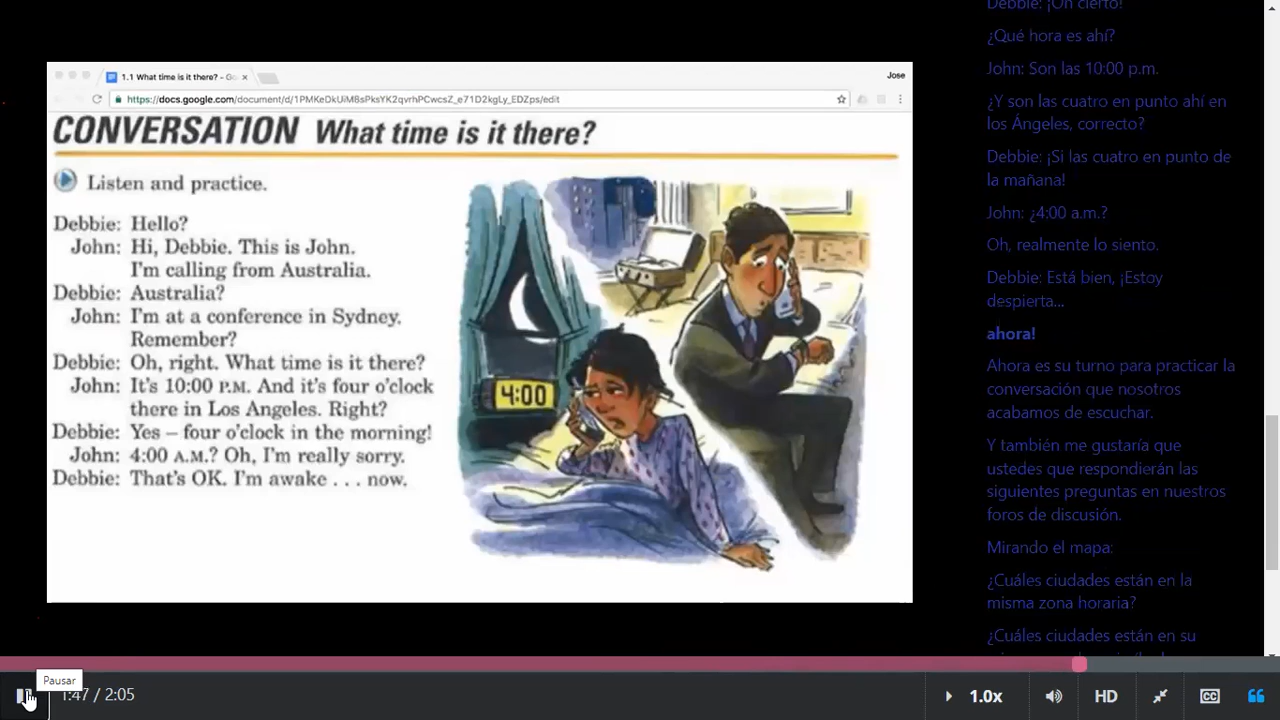 1.1 What time is it there? - Go
Jose
https://docs.google.com/document/d/1PMKeDkUiM6sPksYK2qvrhPCwcsZ_e71D2kgLy_EDZps/edit
CONVERSATION What time is it there?
Listen and practice.
Debbie: Hello?
John: Hi, Debbie. This is John.
I'm calling from Australia.
Debbie: Australia?
John: I'm at a conference in Sydney.
Remember?
Debbie: Oh, right. What time is it there?
John: It's 10:00 P.M. And it's four o'clock
there in Los Angeles. Right?
Debbie: Yes – four o'clock in the morning!
John: 4:00 A.M.? Oh, I'm really sorry.
Debbie: That's OK. I'm awake . . . now.
4:00
Debbie: ¡Oh cierto!
¿Qué hora es ahí?
John: Son las 10:00 p.m.
¿Y son las cuatro en punto ahí en
los Ángeles, correcto?
Debbie: ¡Si las cuatro en punto de
la mañana!
John: ¿4:00 a.m.?
Oh, realmente lo siento.
Debbie: Está bien, ¡Estoy
despierta...
ahora!
Ahora es su turno para practicar la
conversación que nosotros
acabamos de escuchar.
Y también me gustaría que
ustedes que respondierán las
siguientes preguntas en nuestros
foros de discusión.
Mirando el mapa:
¿Cuáles ciudades están en la
misma zona horaria?
¿Cuáles ciudades están en su
Pausar
1:47 / 2:05
1.0x
HD
CC